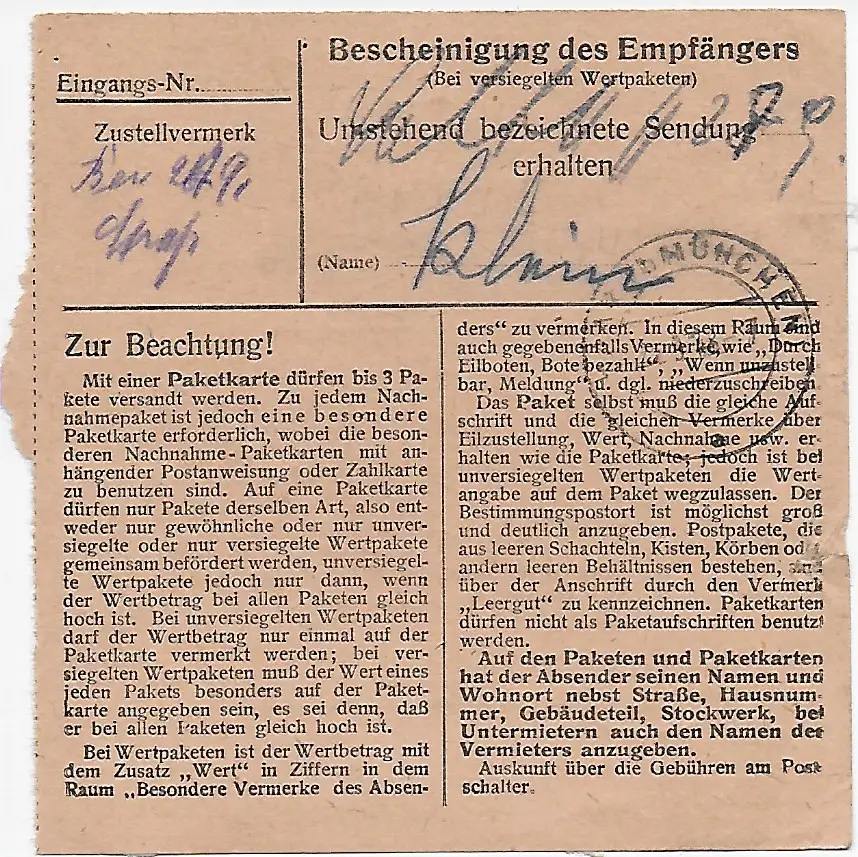 Eingangs-Nr.
Zustellvermerk
Bescheinigung des Empfängers
(Bei versiegelten Wertpaketen)
Umstehend bezeichnete Sendung
erhalten
(Name) Klein
WALDMÜNCHEN
a
Zur Beachtung!
Mit einer Paketkarte dürfen bis 3 Pa-
kete versandt werden. Zu jedem Nach-
nahmepaket ist jedoch eine besondere
Paketkarte erforderlich, wobei die beson-
deren Nachnahme-Paketkarten mit an-
hängender Postanweisung oder Zahlkarte
zu benutzen sind. Auf eine Paketkarte
dürfen nur Pakete derselben Art, also ent-
weder nur gewöhnliche oder nur unver-
siegelte oder nur versiegelte Wertpakete
gemeinsam befördert werden, unversiegel-
te Wertpakete jedoch nur dann, wenn
der Wertbetrag bei allen Paketen gleich
hoch ist. Bei unversiegelten Wertpaketen
darf der Wertbetrag nur einmal auf der
Paketkarte vermerkt werden; bei ver-
siegelten Wertpaketen muß der Wert eines
jeden Pakets besonders auf der Paket-
karte angegeben sein, es sei denn, daß
er bei allen Paketen gleich hoch ist.
Bei Wertpaketen ist der Wertbetrag mit
dem Zusatz „Wert“ in Ziffern in dem
Raum „Besondere Vermerke des Absen-
ders“ zu vermerken. In diesem Raum sind
auch gegebenenfalls Vermerke, wie „Durch
Eilboten, Bote bezahlt“, „Wenn unzustell-
bar, Meldung“ u. dgl. niederzuschreiben
Das Paket selbst muß die gleiche Auf-
schrift und die gleichen Vermerke über
Eilzustellung, Wert, Nachnahme usw. er-
halten wie die Paketkarte; jedoch ist bei
unversiegelten Wertpaketen die Wert-
angabe auf dem Paket wegzulassen. Der
Bestimmungspostort ist möglichst groß
und deutlich anzugeben. Postpakete, die
aus leeren Schachteln, Kisten, Körben oder
andern leeren Behältnissen bestehen, sind
über der Anschrift durch den Vermerk
„Leergut“ zu kennzeichnen. Paketkarten
dürfen nicht als Paketaufschriften benutzt
werden.
Auf den Paketen und Paketkarten
hat der Absender seinen Namen und
Wohnort nebst Straße, Hausnum-
mer, Gebäudeteil, Stockwerk, bei
Untermietern auch den Namen des
Vermieters anzugeben.
Auskunft über die Gebühren am Post-
schalter.